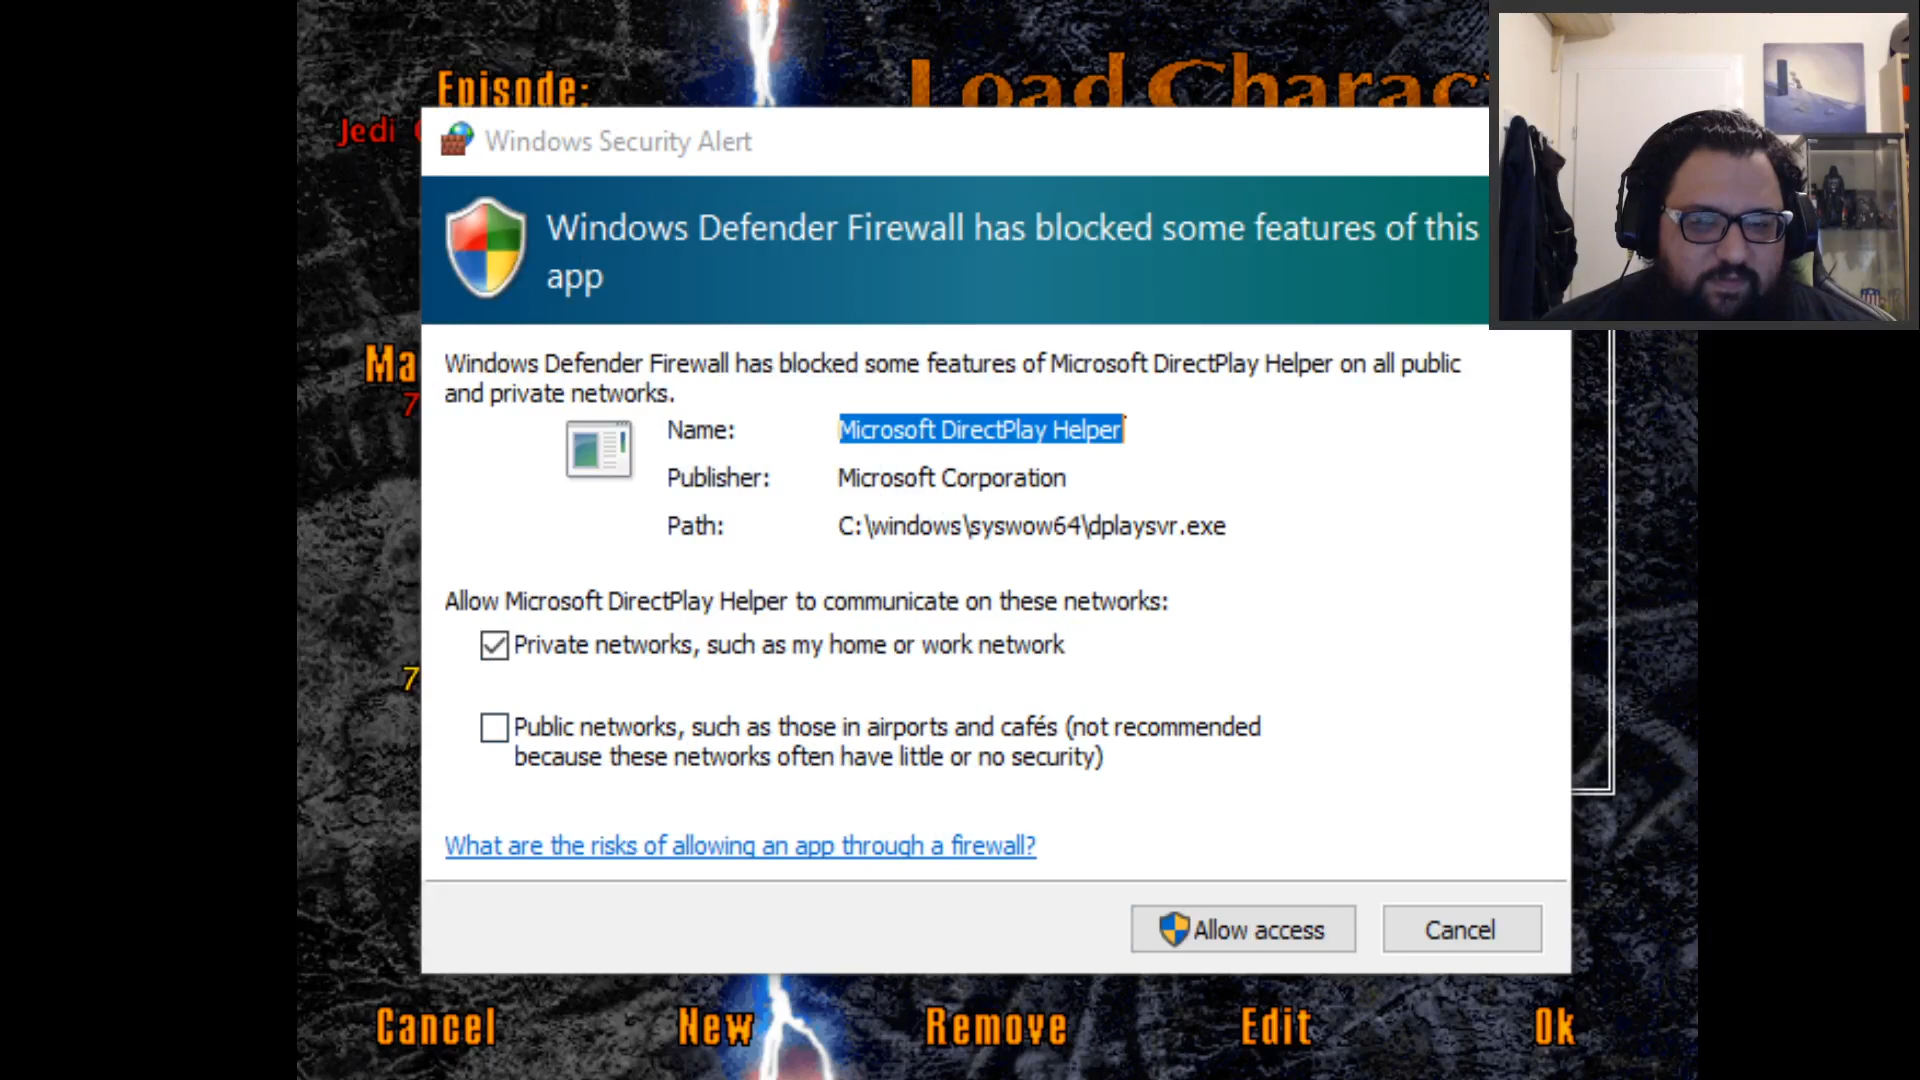 Episode:
Load Charac
Jedi
Windows Security Alert
Windows Defender Firewall has blocked some features of this
app
Windows Defender Firewall has blocked some features of Microsoft DirectPlay Helper on all public
and private networks.
Ma
7
Name: Microsoft DirectPlay Helper
Publisher: Microsoft Corporation
Path: C:\windows\syswow64\dplaysvr.exe
Allow Microsoft DirectPlay Helper to communicate on these networks:
Private networks, such as my home or work network
7
Public networks, such as those in airports and cafés (not recommended
because these networks often have little or no security)
What are the risks of allowing an app through a firewall?
Allow access
Cancel
Cancel
New
Remove
Edit
Ok